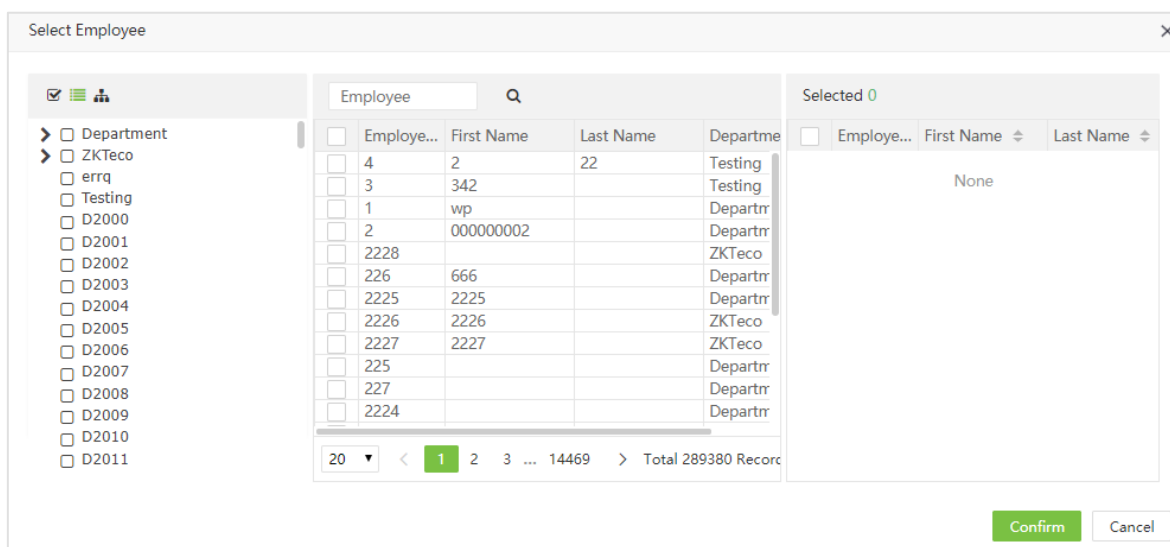 Select Employee
Department
ZKTeco
errq
Testing
D2000
D2001
D2002
D2003
D2004
D2005
D2006
D2007
D2008
D2009
D2010
D2011
Employee
Employe... First Name Last Name Departme
4 2 22 Testing
3 342 Testing
1 wp Departm
2 000000002 Departm
2228 ZKTeco
226 666 Departm
2225 2225 Departm
2226 2226 ZKTeco
2227 2227 ZKTeco
225 Departm
227 Departm
2224 Departm
20 < 1 2 3 ... 14469 > Total 289380 Record
Selected 0
Employe... First Name Last Name
None
Confirm Cancel